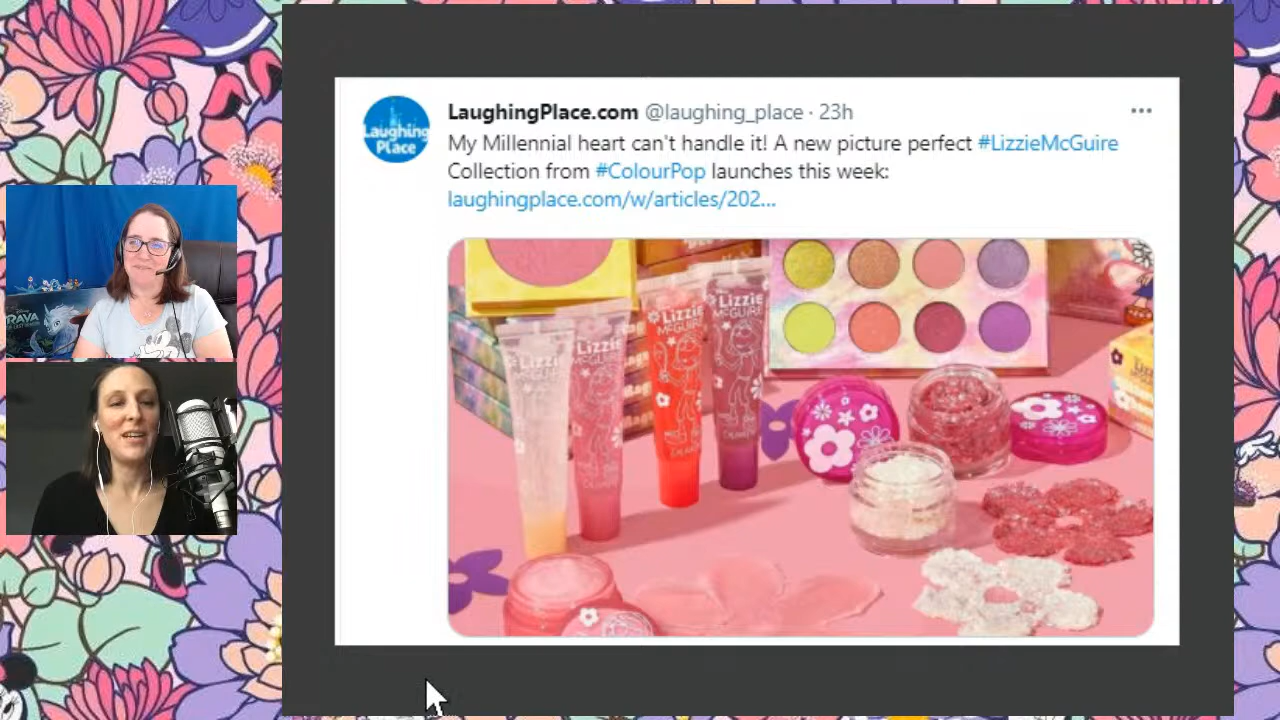 LaughingPlace.com @laughing_place · 23h
My Millennial heart can't handle it! A new picture perfect #LizzieMcGuire
Collection from #ColourPop launches this week:
laughingplace.com/w/articles/202...
Laughing
Place
Lizzie
McGUIRE
Lizzie
McGUIRE
Lizzie
McGUIRE
RAYA